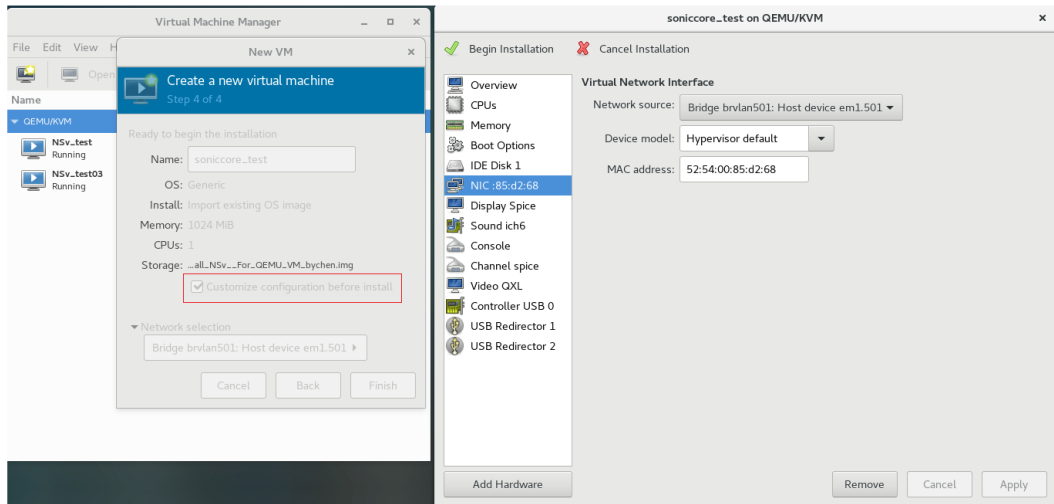 Virtual Machine Manager
File Edit View H
Open
Name
QEMU/KVM
NSv_test
Running
NSv_test03
Running
New VM
Create a new virtual machine
Step 4 of 4
Ready to begin the installation
Name: soniccore_test
OS: Generic
Install: Import existing OS image
Memory: 1024 MiB
CPUs: 1
Storage: ...all_NSv__For_QEMU_VM_bychen.img
Customize configuration before install
Network selection
Bridge brvlan501: Host device em1.501
Cancel Back Finish
soniccore_test on QEMU/KVM
Begin Installation Cancel Installation
Overview
CPUs
Memory
Boot Options
IDE Disk 1
NIC :85:d2:68
Display Spice
Sound ich6
Console
Channel spice
Video QXL
Controller USB 0
USB Redirector 1
USB Redirector 2
Add Hardware
Virtual Network Interface
Network source: Bridge brvlan501: Host device em1.501
Device model: Hypervisor default
MAC address: 52:54:00:85:d2:68
Remove Cancel Apply